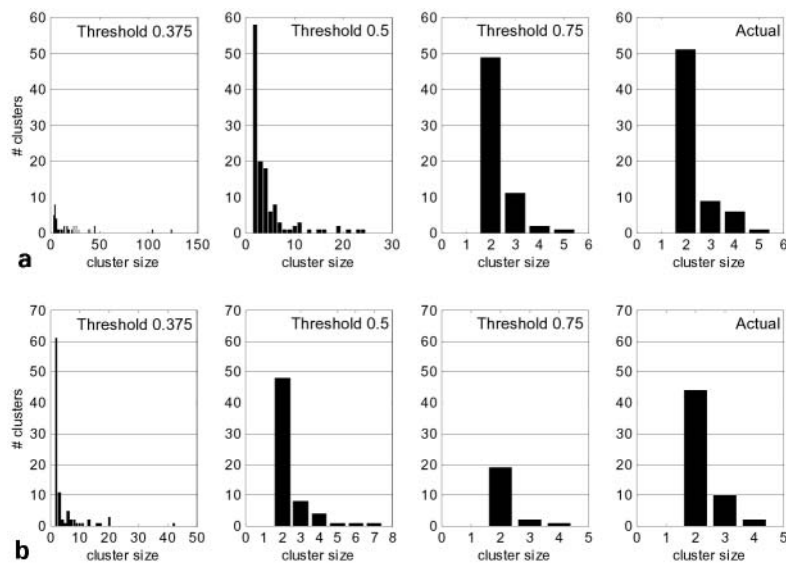 60 Threshold 0.375
50
40
30
20
10
0
0 50 100 150
cluster size
# clusters
60 Threshold 0.5
50
40
30
20
10
0
0 10 20 30
cluster size
60 Threshold 0.75
50
40
30
20
10
0
0 1 2 3 4 5 6
cluster size
60 Actual
50
40
30
20
10
0
0 1 2 3 4 5 6
cluster size
a
70 Threshold 0.375
60
50
40
30
20
10
0
0 10 20 30 40 50
cluster size
# clusters
70 Threshold 0.5
60
50
40
30
20
10
0
0 1 2 3 4 5 6 7 8
cluster size
70 Threshold 0.75
60
50
40
30
20
10
0
0 1 2 3 4 5
cluster size
70 Actual
60
50
40
30
20
10
0
0 1 2 3 4 5
cluster size
b